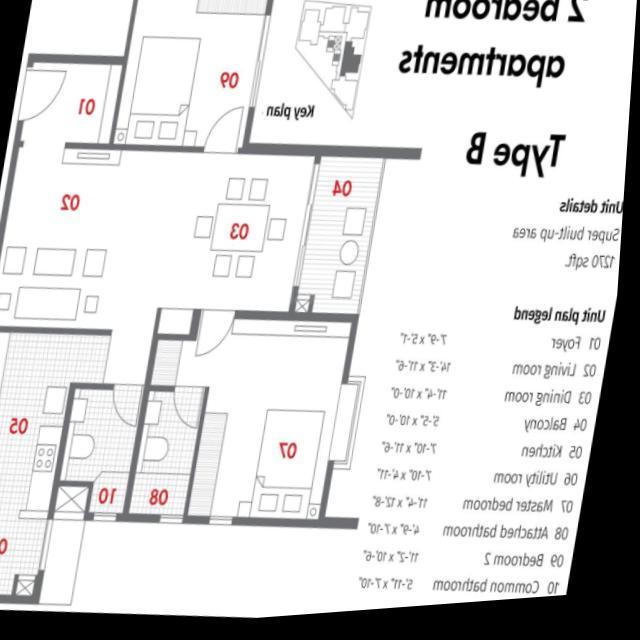 2 bedroom
apartments
Type B
Unit details
Super built-up area
1270 sqft.
Unit plan legend
01 Foyer 7'-9" x 5'-1"
02 Living room 14'-3" x 11'-6"
03 Dining room 11'-4" x 10'-0"
04 Balcony 5'-5" x 10'-0"
05 Kitchen 7'-10" x 11'-6"
06 Utility room 7'-10" x 4'-11"
07 Master bedroom 11'-4" x 12'-8"
08 Attached bathroom 4'-9" x 7'-10"
09 Bedroom 2 11'-2" x 10'-6"
10 Common bathroom 5'-11" x 7'-10"
Key plan
09
01
04
02
03
05
07
10
08